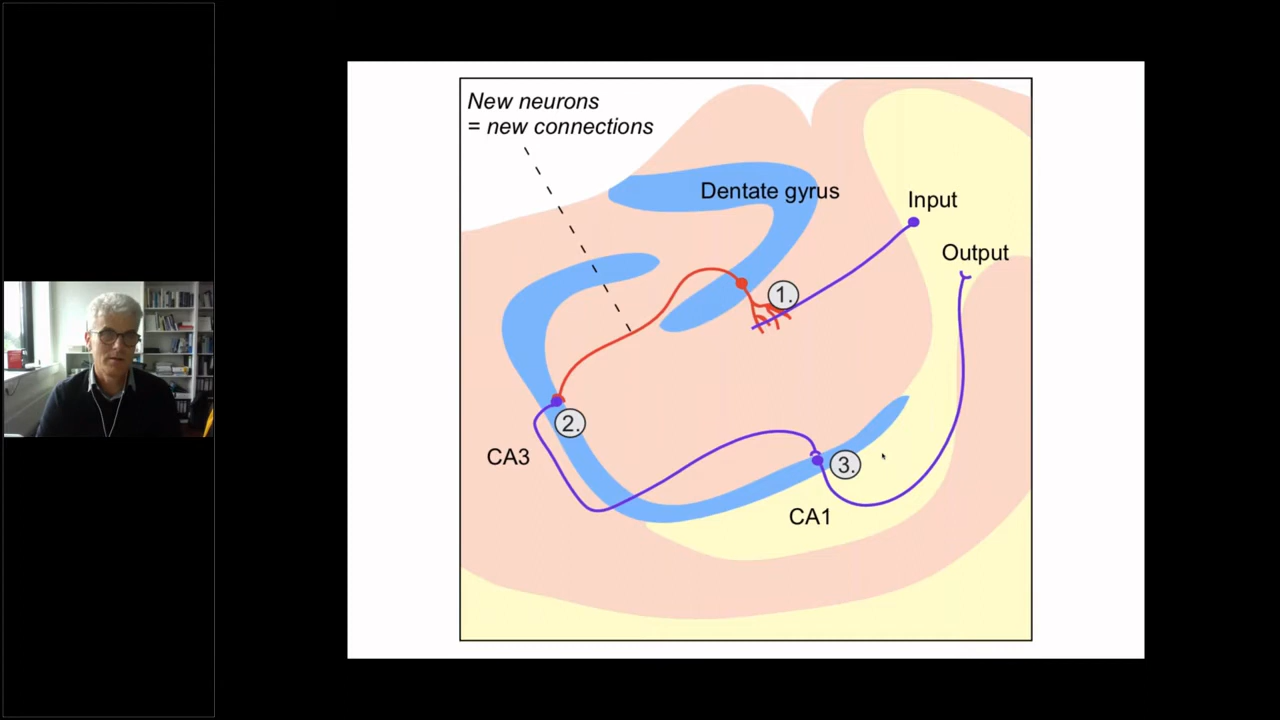 New neurons
= new connections
Dentate gyrus
Input
Output
1.
2.
CA3
3.
CA1